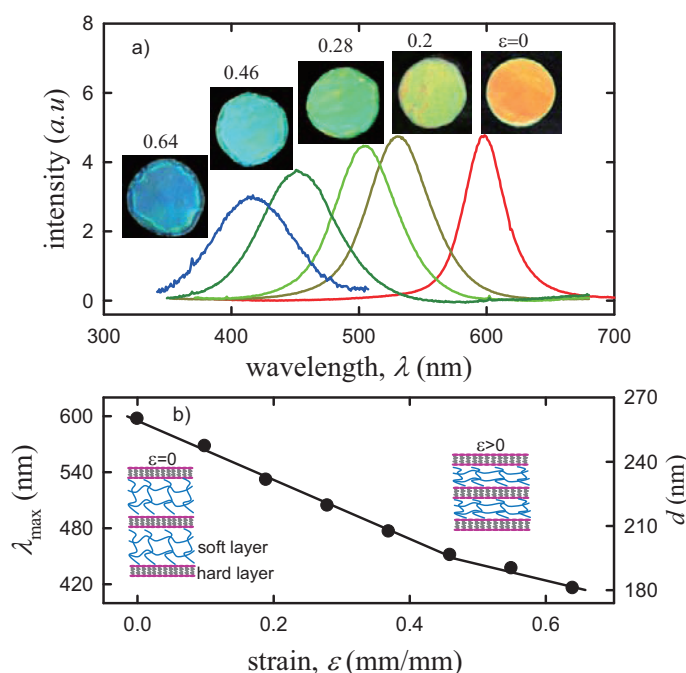 a)
0.64
0.46
0.28
0.2
ε=0
8
6
4
2
0
intensity (a.u)
300 400 500 600 700
wavelength, λ (nm)
b)
600
540
480
420
λmax (nm)
270
240
210
180
d (nm)
ε=0
ε>0
soft layer
hard layer
0.0 0.2 0.4 0.6
strain, ε (mm/mm)